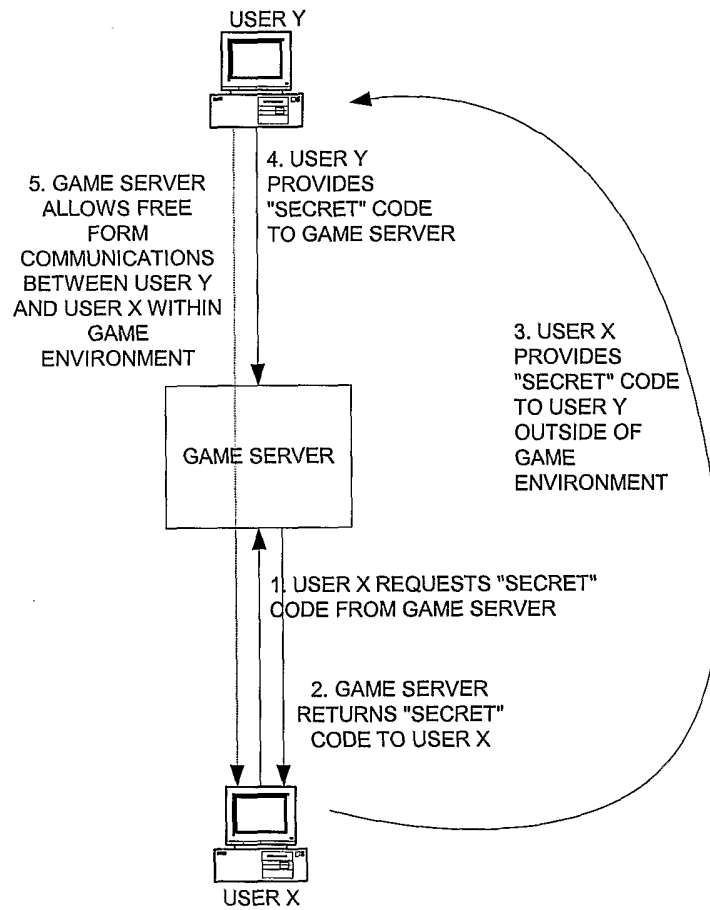 USER Y
4. USER Y
PROVIDES
"SECRET" CODE
TO GAME SERVER
5. GAME SERVER
ALLOWS FREE
FORM
COMMUNICATIONS
BETWEEN USER Y
AND USER X WITHIN
GAME
ENVIRONMENT
3. USER X
PROVIDES
"SECRET" CODE
TO USER Y
OUTSIDE OF
GAME
ENVIRONMENT
GAME SERVER
1. USER X REQUESTS "SECRET"
CODE FROM GAME SERVER
2. GAME SERVER
RETURNS "SECRET"
CODE TO USER X
USER X